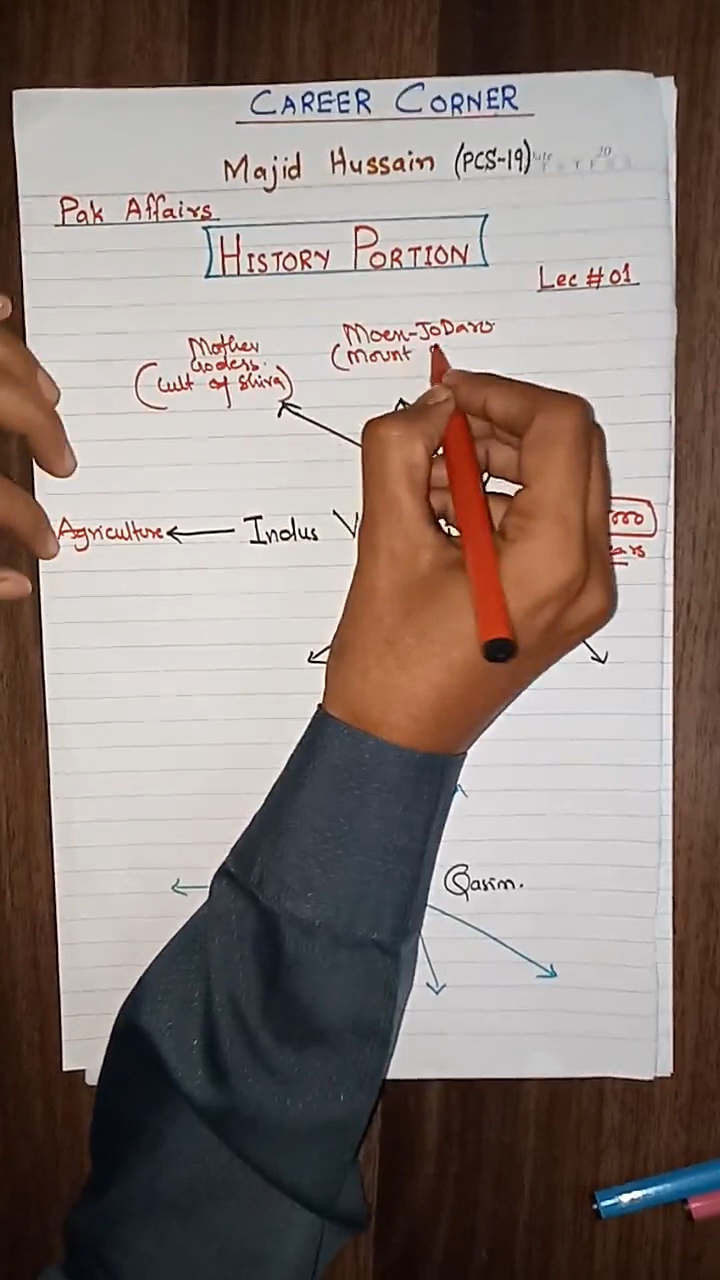 CAREER CORNER
Majid Hussain (PCS-19)
Pak Affairs
HISTORY PORTION
Lec # 01
Moen-JoDaro
(Mount
Mother
Godess.
(Cult of Shiva)
Agriculture
Indus V
Qasim.